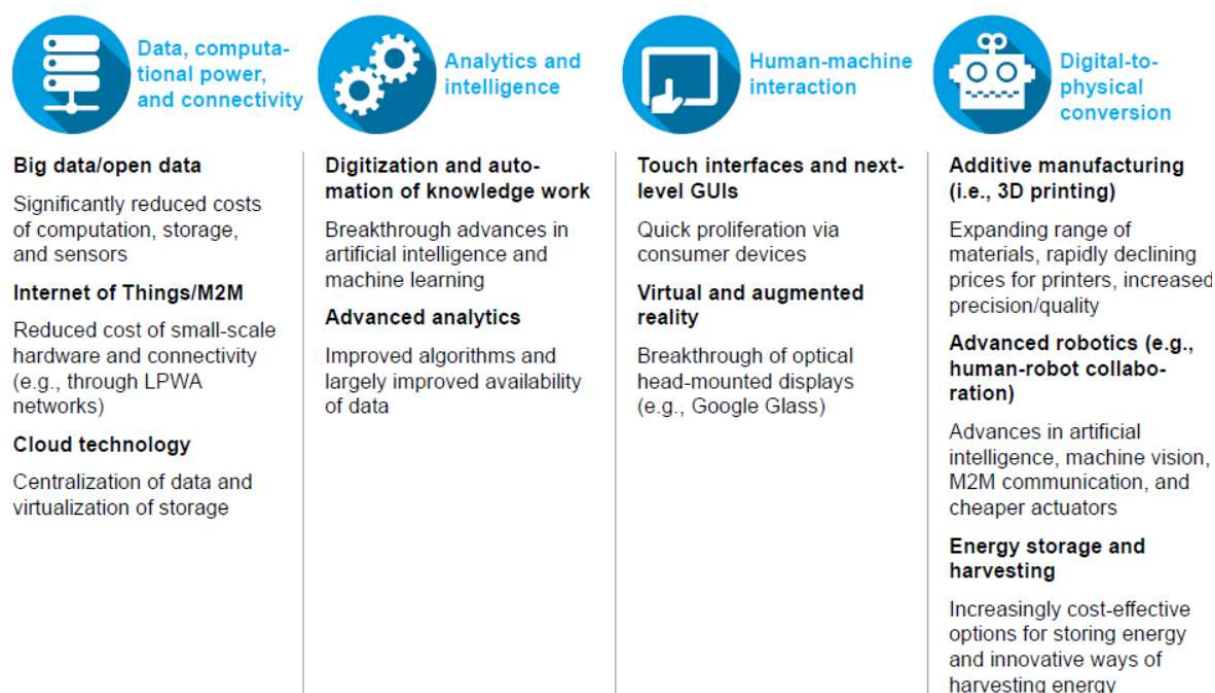 Data, computa-
tional power,
and connectivity
Big data/open data
Significantly reduced costs
of computation, storage,
and sensors
Internet of Things/M2M
Reduced cost of small-scale
hardware and connectivity
(e.g., through LPWA
networks)
Cloud technology
Centralization of data and
virtualization of storage
Analytics and
intelligence
Digitization and auto-
mation of knowledge work
Breakthrough advances in
artificial intelligence and
machine learning
Advanced analytics
Improved algorithms and
largely improved availability
of data
Human-machine
interaction
Touch interfaces and next-
level GUIs
Quick proliferation via
consumer devices
Virtual and augmented
reality
Breakthrough of optical
head-mounted displays
(e.g., Google Glass)
Digital-to-
physical
conversion
Additive manufacturing
(i.e., 3D printing)
Expanding range of
materials, rapidly declining
prices for printers, increased
precision/quality
Advanced robotics (e.g.,
human-robot collabo-
ration)
Advances in artificial
intelligence, machine vision,
M2M communication, and
cheaper actuators
Energy storage and
harvesting
Increasingly cost-effective
options for storing energy
and innovative ways of
harvesting energy